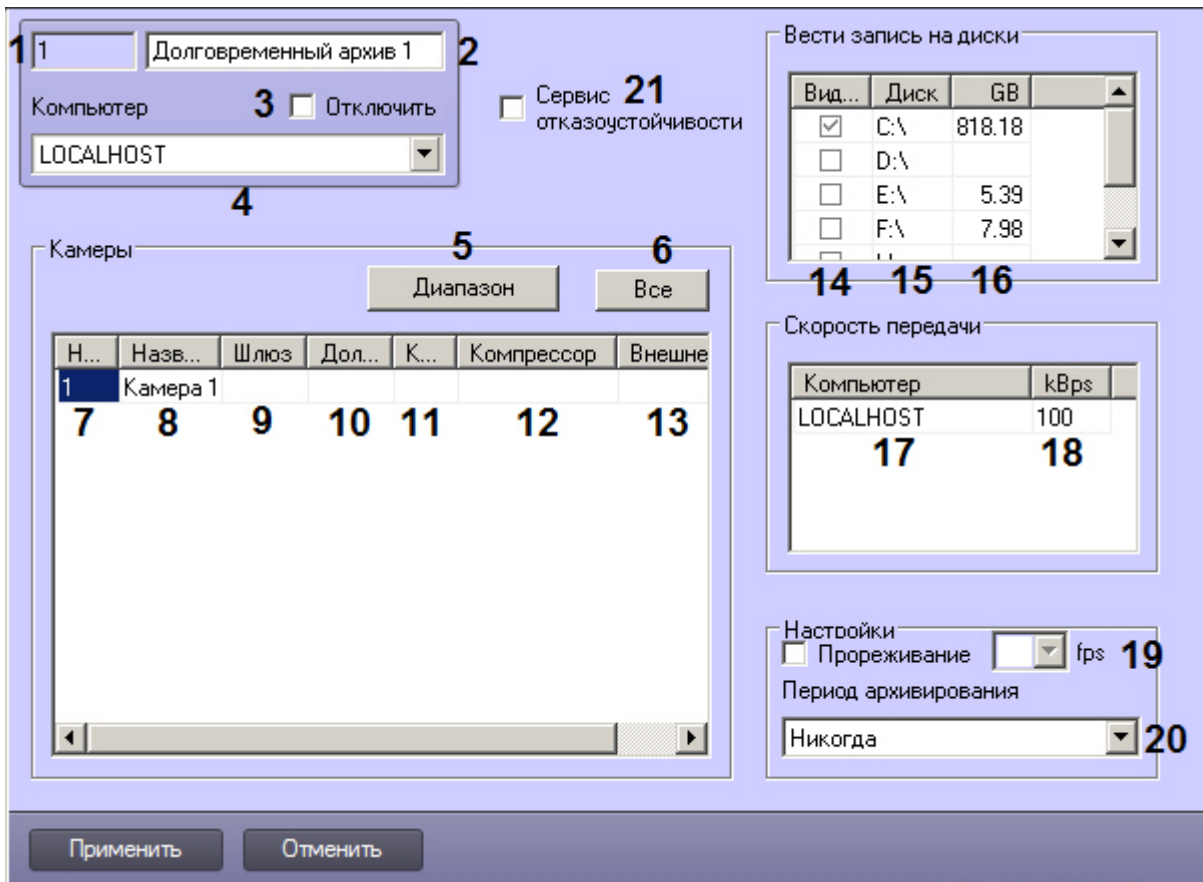 1 1 Долговременный архив 1 2
Компьютер 3 Отключить
LOCALHOST
4
Сервис 21
отказоустойчивости
Камеры
5 6
Диапазон Все
Н... Назв... Шлюз Дол... К... Компрессор Внешне
1 Камера 1
7 8 9 10 11 12 13
Вести запись на диски
Вид... Диск GB
C:\ 818.18
D:\
E:\ 5.39
F:\ 7.98
14 15 16
Скорость передачи
Компьютер kBps
LOCALHOST 100
17 18
Настройки
Прореживание fps 19
Период архивирования
Никогда 20
Применить Отменить